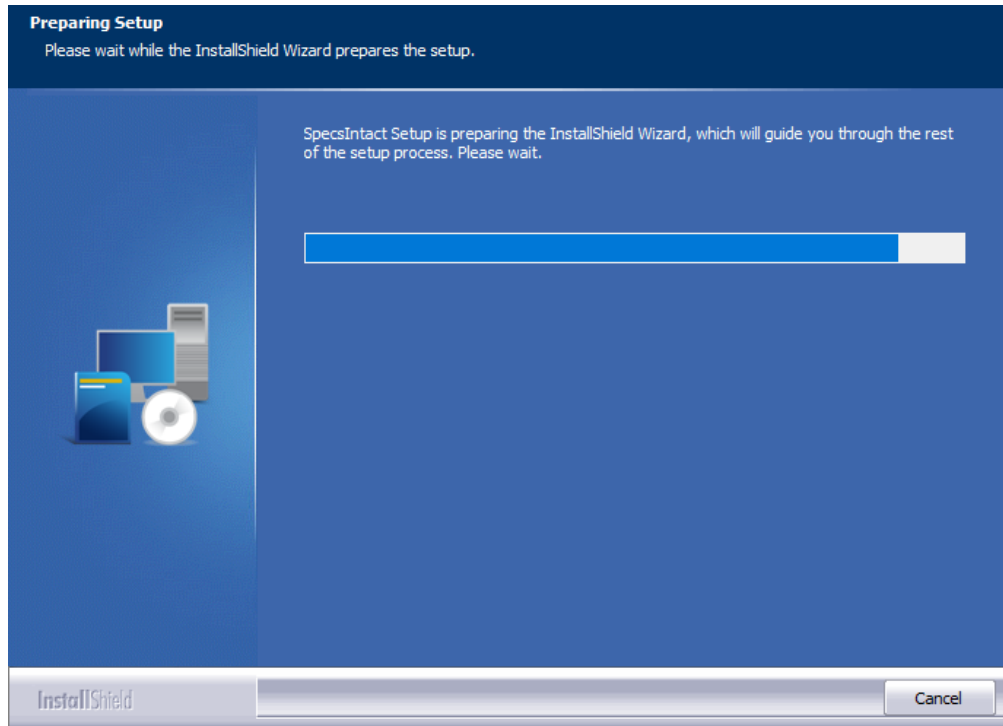 Preparing Setup
Please wait while the InstallShield Wizard prepares the setup.
SpecsIntact Setup is preparing the InstallShield Wizard, which will guide you through the rest
of the setup process. Please wait.
InstallShield
Cancel